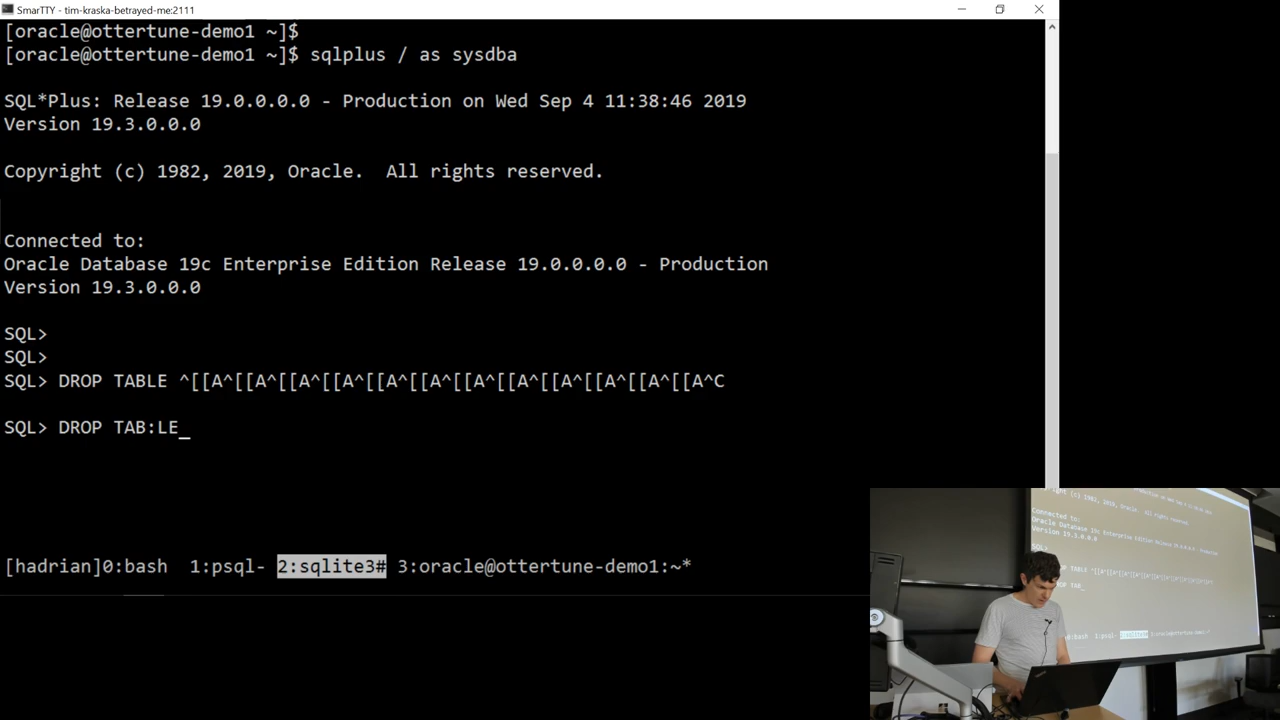 SmarTTY - tim-kraska-betrayed-me:2111
[oracle@ottertune-demo1 ~]$
[oracle@ottertune-demo1 ~]$ sqlplus / as sysdba
SQL*Plus: Release 19.0.0.0.0 - Production on Wed Sep 4 11:38:46 2019
Version 19.3.0.0.0
Copyright (c) 1982, 2019, Oracle.  All rights reserved.
Connected to:
Oracle Database 19c Enterprise Edition Release 19.0.0.0.0 - Production
Version 19.3.0.0.0
SQL>
SQL>
SQL> DROP TABLE ^[[A^[[A^[[A^[[A^[[A^[[A^[[A^[[A^[[A^[[A^[[A^[[A^C
SQL> DROP TAB:LE_
[hadrian]0:bash  1:psql- 2:sqlite3# 3:oracle@ottertune-demo1:~*